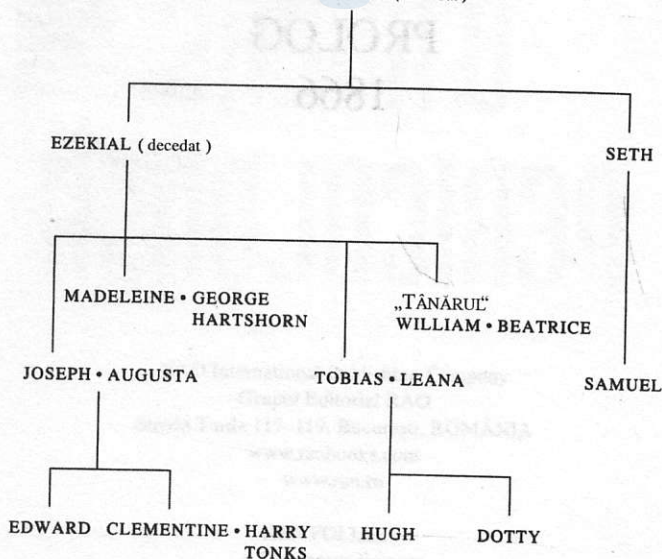 EZEKIAL (decedat)
SETH
MADELEINE • GEORGE
HARTSHORN
„TÂNĂRUL“
WILLIAM • BEATRICE
JOSEPH • AUGUSTA
TOBIAS • LEANA
SAMUEL
EDWARD CLEMENTINE • HARRY
TONKS
HUGH
DOTTY
PROLOG
1866